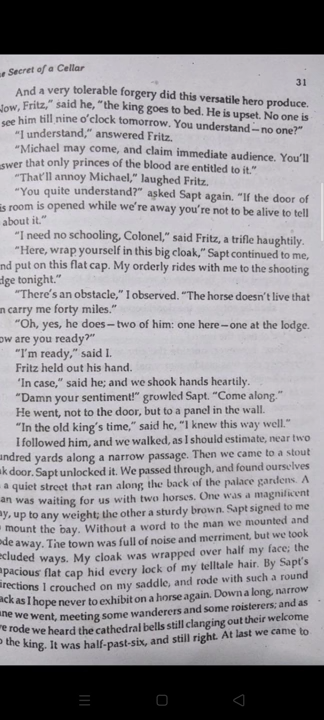 e Secret of a Cellar
31
And a very tolerable forgery did this versatile hero produce.
Now, Fritz," said he, "the king goes to bed. He is upset. No one is
see him till nine o'clock tomorrow. You understand—no one?"
"I understand," answered Fritz.
"Michael may come, and claim immediate audience. You'll
swer that only princes of the blood are entitled to it."
"That'll annoy Michael," laughed Fritz.
"You quite understand?" asked Sapt again. "If the door of
is room is opened while we're away you're not to be alive to tell
about it."
"I need no schooling, Colonel," said Fritz, a trifle haughtily.
"Here, wrap yourself in this big cloak," Sapt continued to me,
nd put on this flat cap. My orderly rides with me to the shooting
dge tonight."
"There's an obstacle," I observed. "The horse doesn't live that
n carry me forty miles."
"Oh, yes, he does—two of him: one here—one at the lodge.
ow are you ready?"
"I'm ready," said I.
Fritz held out his hand.
'In case," said he; and we shook hands heartily.
"Damn your sentiment!" growled Sapt. "Come along."
He went, not to the door, but to a panel in the wall.
"In the old king's time," said he, "I knew this way well."
I followed him, and we walked, as I should estimate, near two
undred yards along a narrow passage. Then we came to a stout
k door. Sapt unlocked it. We passed through, and found ourselves
a quiet street that ran along the back of the palace gardens. A
an was waiting for us with two horses. One was a magnificent
ay, up to any weight; the other a sturdy brown. Sapt signed to me
mount the bay. Without a word to the man we mounted and
ode away. The town was full of noise and merriment, but we took
ecluded ways. My cloak was wrapped over half my face; the
apacious flat cap hid every lock of my telltale hair. By Sapt's
irections I crouched on my saddle, and rode with such a round
ack as I hope never to exhibit on a horse again. Down a long, narrow
ane we went, meeting some wanderers and some roisterers; and as
e rode we heard the cathedral bells still clanging out their welcome
o the king. It was half-past-six, and still right. At last we came to